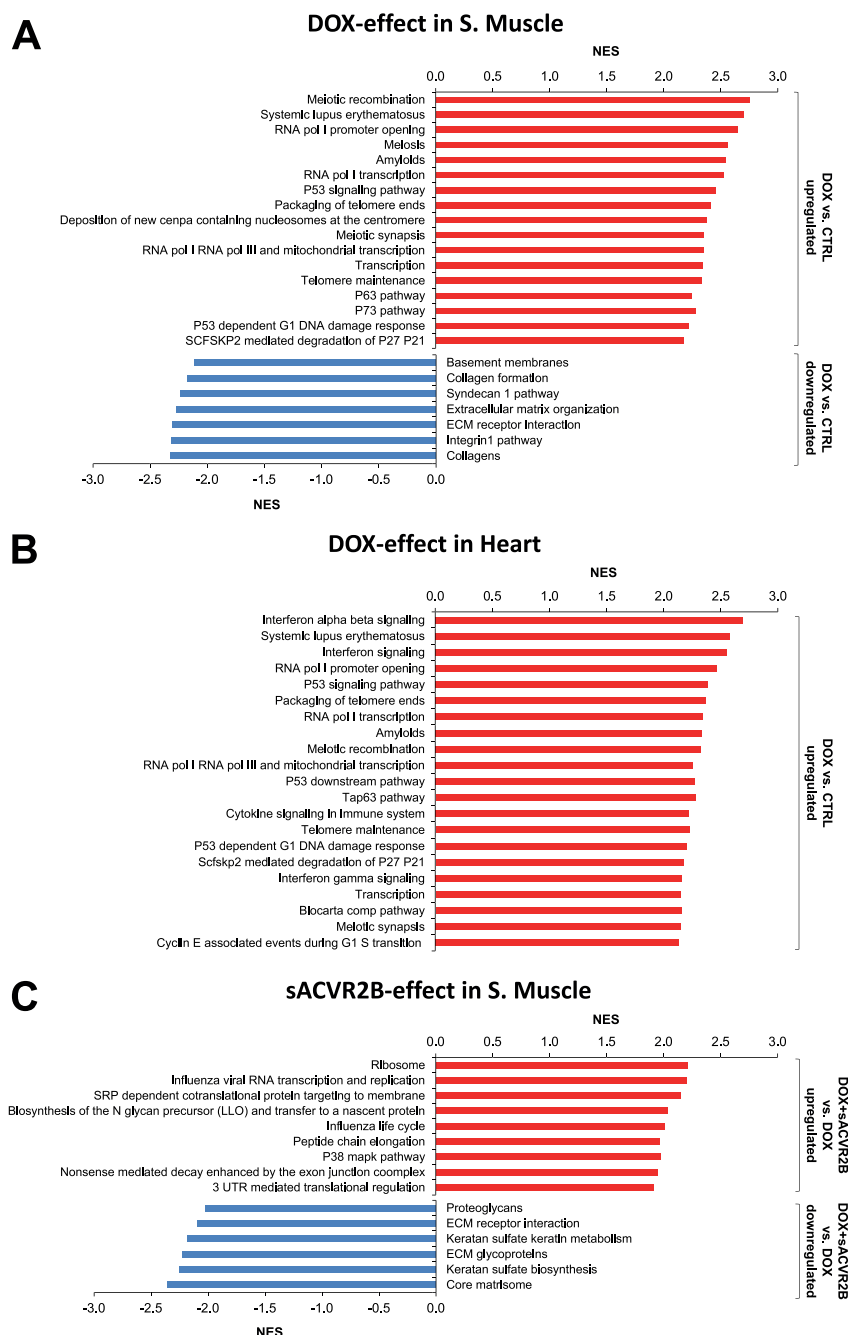 A
DOX-effect in S. Muscle
NES
0.0 0.5 1.0 1.5 2.0 2.5 3.0
Meiotic recombination
Systemic lupus erythematosus
RNA pol I promoter opening
Meiosis
Amyloids
RNA pol I transcription
P53 signaling pathway
Packaging of telomere ends
Deposition of new cenpa containing nucleosomes at the centromere
Meiotic synapsis
RNA pol I RNA pol III and mitochondrial transcription
Transcription
Telomere maintenance
P63 pathway
P73 pathway
P53 dependent G1 DNA damage response
SCFSKP2 mediated degradation of P27 P21
DOX vs. CTRL
upregulated
Basement membranes
Collagen formation
Syndecan 1 pathway
Extracellular matrix organization
ECM receptor interaction
Integrin1 pathway
Collagens
DOX vs. CTRL
downregulated
-3.0 -2.5 -2.0 -1.5 -1.0 -0.5 0.0
NES
B
DOX-effect in Heart
NES
0.0 0.5 1.0 1.5 2.0 2.5 3.0
Interferon alpha beta signaling
Systemic lupus erythematosus
Interferon signaling
RNA pol I promoter opening
P53 signaling pathway
Packaging of telomere ends
RNA pol I transcription
Amyloids
Meiotic recombination
RNA pol I RNA pol III and mitochondrial transcription
P53 downstream pathway
Tap63 pathway
Cytokine signaling in immune system
Telomere maintenance
P53 dependent G1 DNA damage response
Scfskp2 mediated degradation of P27 P21
Interferon gamma signaling
Transcription
Biocarta comp pathway
Meiotic synapsis
Cyclin E associated events during G1 S transition
DOX vs. CTRL
upregulated
C
sACVR2B-effect in S. Muscle
NES
0.0 0.5 1.0 1.5 2.0 2.5 3.0
Ribosome
Influenza viral RNA transcription and replication
SRP dependent cotranslational protein targeting to membrane
Biosynthesis of the N glycan precursor (LLO) and transfer to a nascent protein
Influenza life cycle
Peptide chain elongation
P38 mapk pathway
Nonsense mediated decay enhanced by the exon junction coomplex
3 UTR mediated translational regulation
DOX+sACVR2B
vs. DOX
upregulated
Proteoglycans
ECM receptor interaction
Keratan sulfate keratin metabolism
ECM glycoproteins
Keratan sulfate biosynthesis
Core matrisome
DOX+sACVR2B
vs. DOX
downregulated
-3.0 -2.5 -2.0 -1.5 -1.0 -0.5 0.0
NES